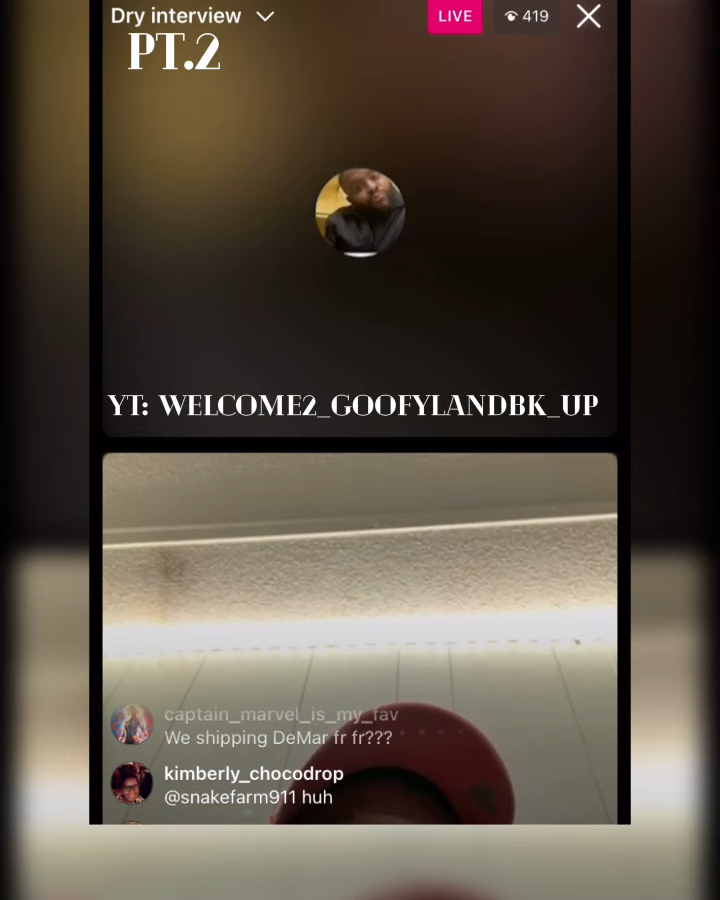 Dry interview
LIVE
419
PT.2
YT: WELCOME2_GOOFYLANDBK_UP
captain_marvel_is_my_fav
We shipping DeMar fr fr???
kimberly_chocodrop
@snakefarm911 huh